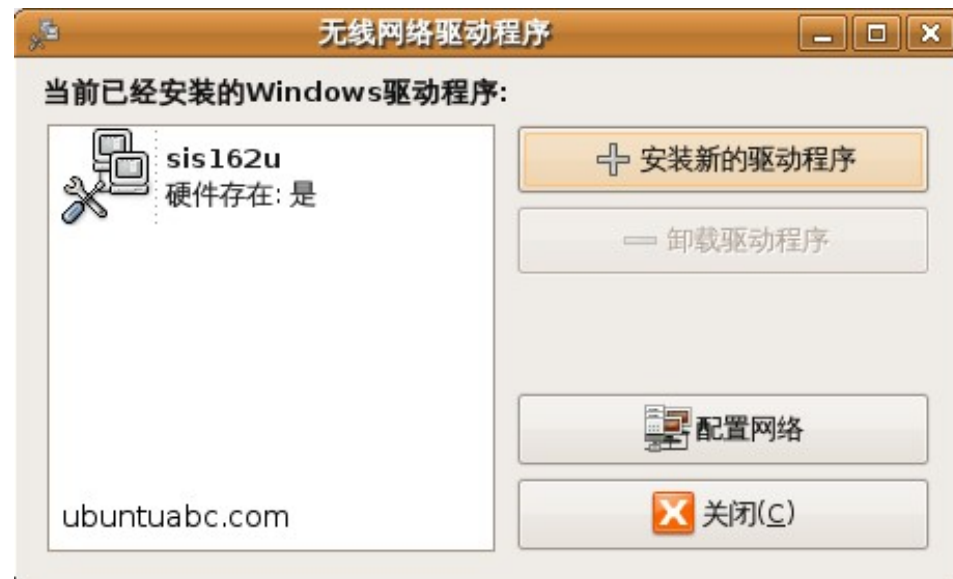 无线网络驱动程序
当前已经安装的Windows驱动程序:
sis162u
硬件存在: 是
安装新的驱动程序
卸载驱动程序
配置网络
关闭(C)
ubuntuabc.com